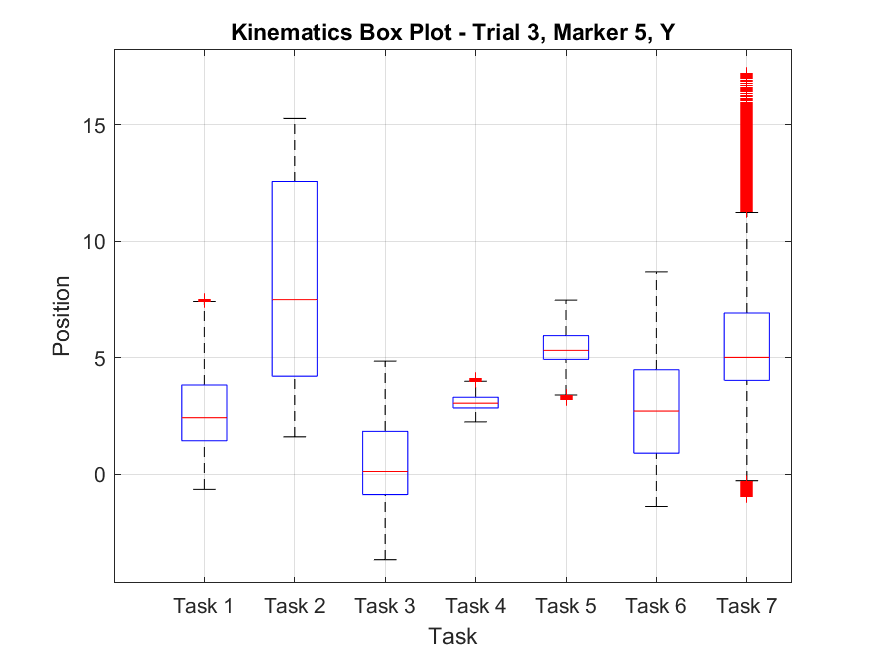 Kinematics Box Plot - Trial 3, Marker 5, Y
15
10
5
0
Position
Task 1 Task 2 Task 3 Task 4 Task 5 Task 6 Task 7
Task